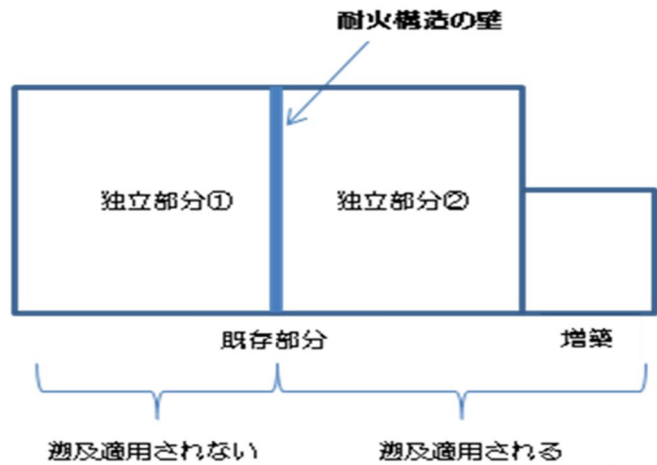 耐火構造の壁
独立部分①
独立部分②
既存部分
増築
遡及適用されない
遡及適用される